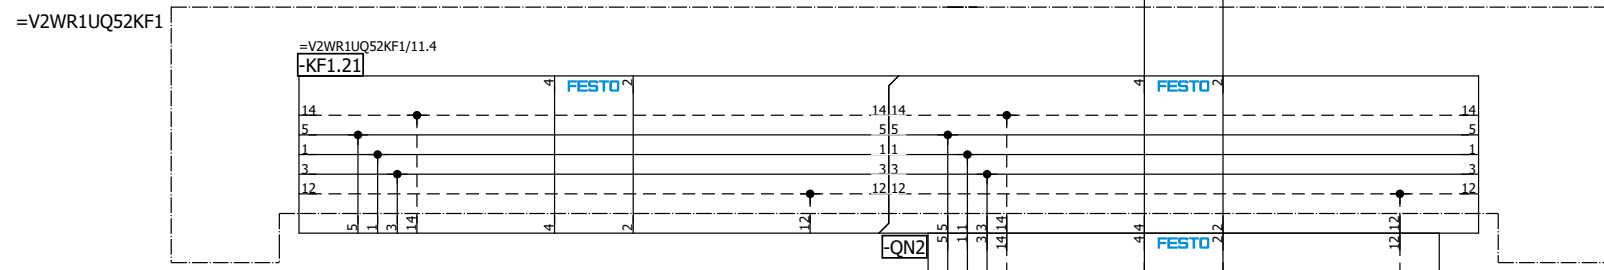 =V2WR1UQ52KF1
=V2WR1UQ52KF1/11.4
-KF1.21
4 FESTO 2 4 FESTO 2
14 14 14 14
5 5 5 5
1 1 1 1
3 3 3 3
12 12 12 12
5 1 3 14 4 2 12 5 1 3 14 4 2 12
-QN2 5 1 3 14 4 FESTO 2 12